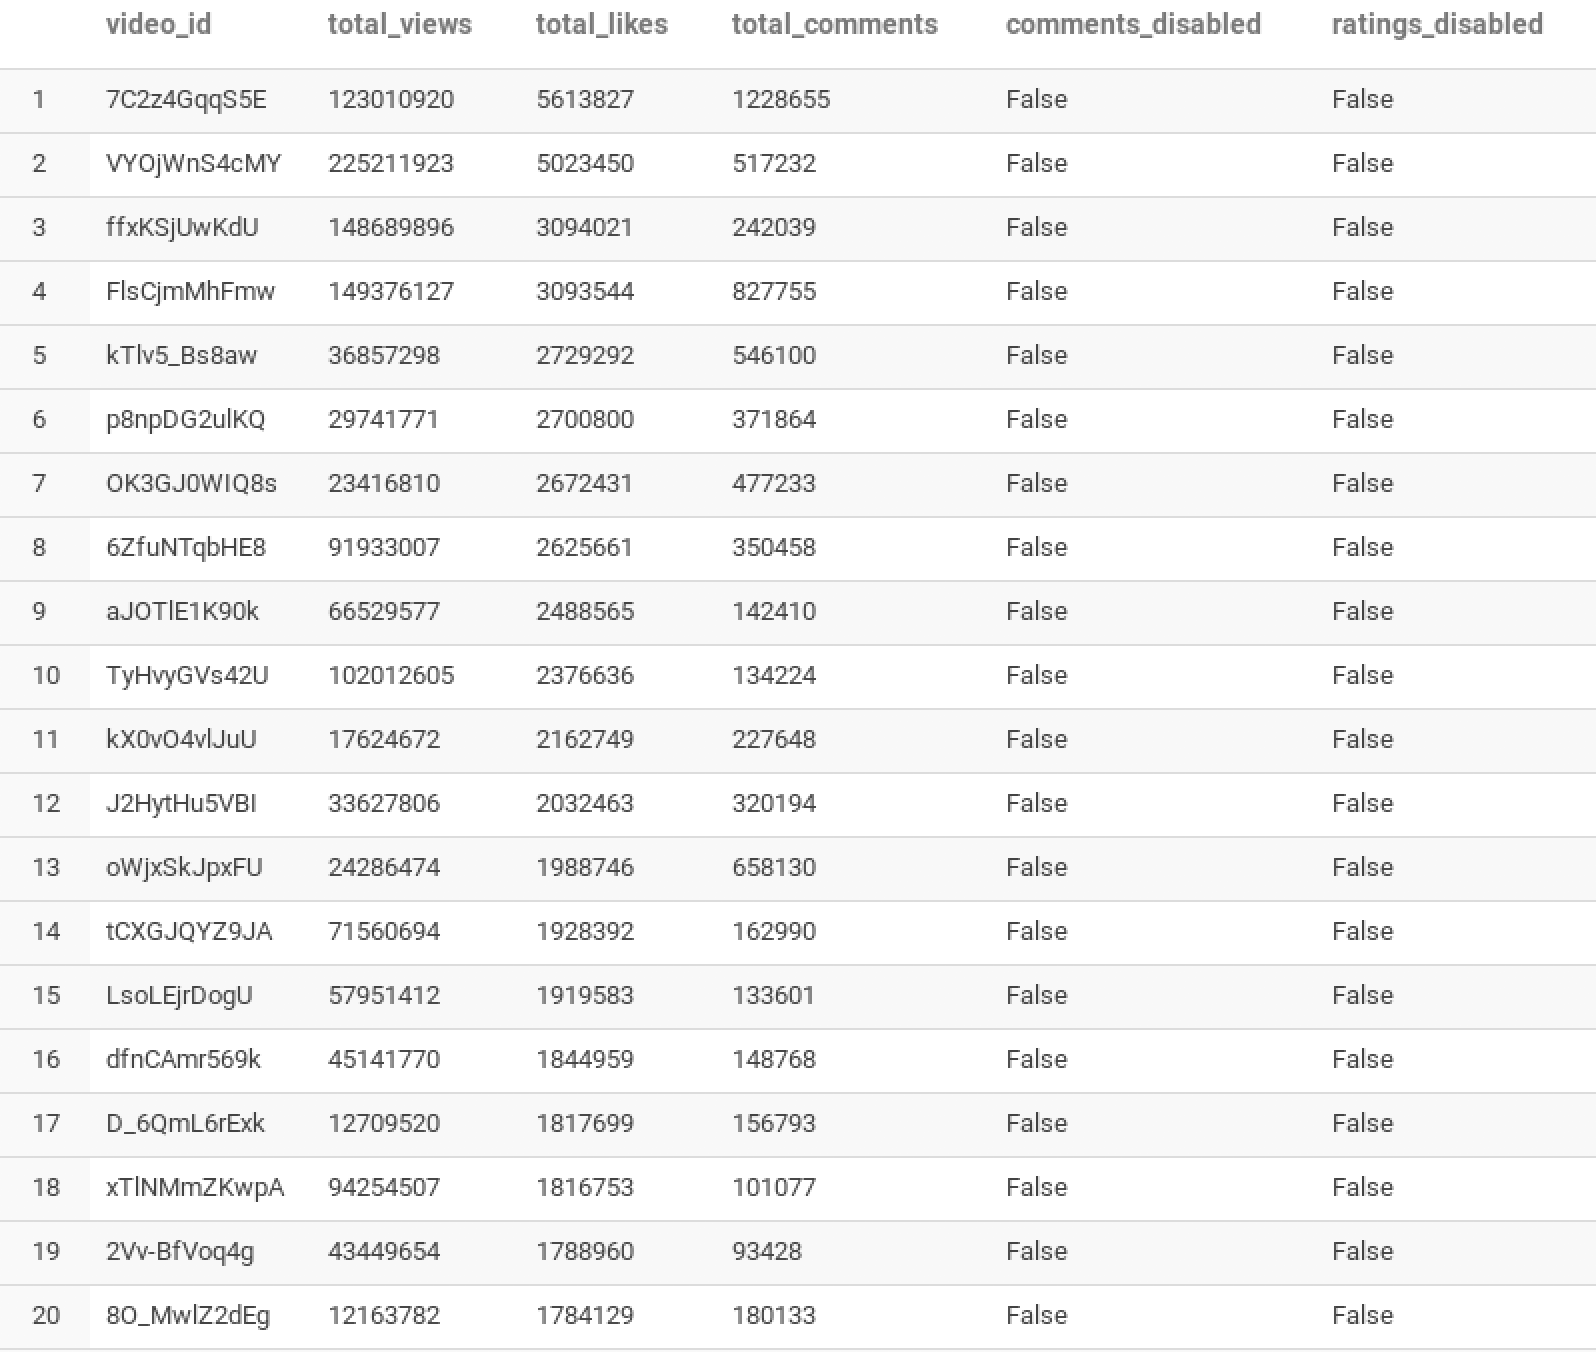 video_id total_views total_likes total_comments comments_disabled ratings_disabled
1 7C2z4GqqS5E 123010920 5613827 1228655 False False
2 VYOjWnS4cMY 225211923 5023450 517232 False False
3 ffxKSjUwKdU 148689896 3094021 242039 False False
4 FlsCjmMhFmw 149376127 3093544 827755 False False
5 kTlv5_Bs8aw 36857298 2729292 546100 False False
6 p8npDG2ulKQ 29741771 2700800 371864 False False
7 OK3GJ0WIQ8s 23416810 2672431 477233 False False
8 6ZfuNTqbHE8 91933007 2625661 350458 False False
9 aJOTlE1K90k 66529577 2488565 142410 False False
10 TyHvyGVs42U 102012605 2376636 134224 False False
11 kX0vO4vlJuU 17624672 2162749 227648 False False
12 J2HytHu5VBI 33627806 2032463 320194 False False
13 oWjxSkJpxFU 24286474 1988746 658130 False False
14 tCXGJQYZ9JA 71560694 1928392 162990 False False
15 LsoLEjrDogU 57951412 1919583 133601 False False
16 dfnCAmr569k 45141770 1844959 148768 False False
17 D_6QmL6rExk 12709520 1817699 156793 False False
18 xTlNMmZKwpA 94254507 1816753 101077 False False
19 2Vv-BfVoq4g 43449654 1788960 93428 False False
20 8O_MwlZ2dEg 12163782 1784129 180133 False False